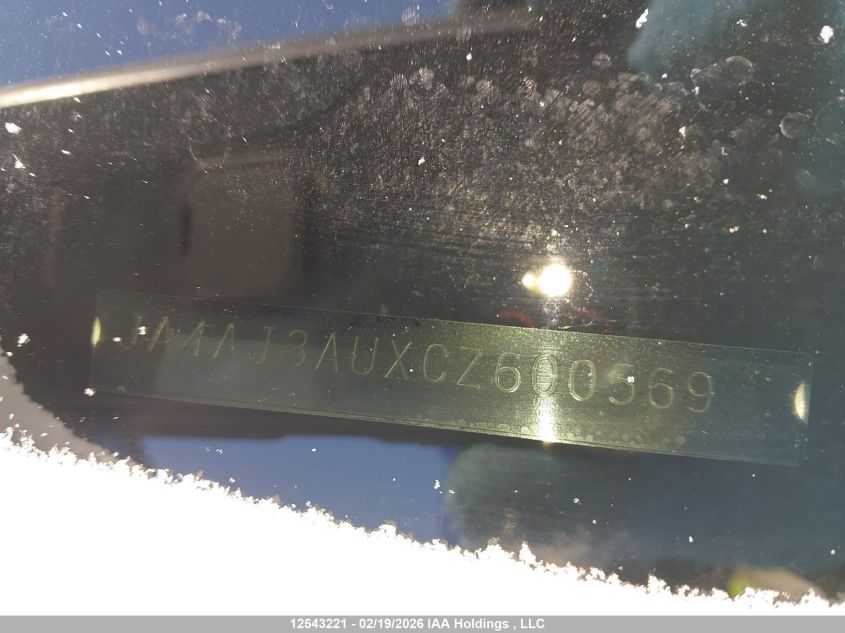 JA4AJ3AUXCZ600569
12543221 - 02/19/2026 IAA Holdings , LLC